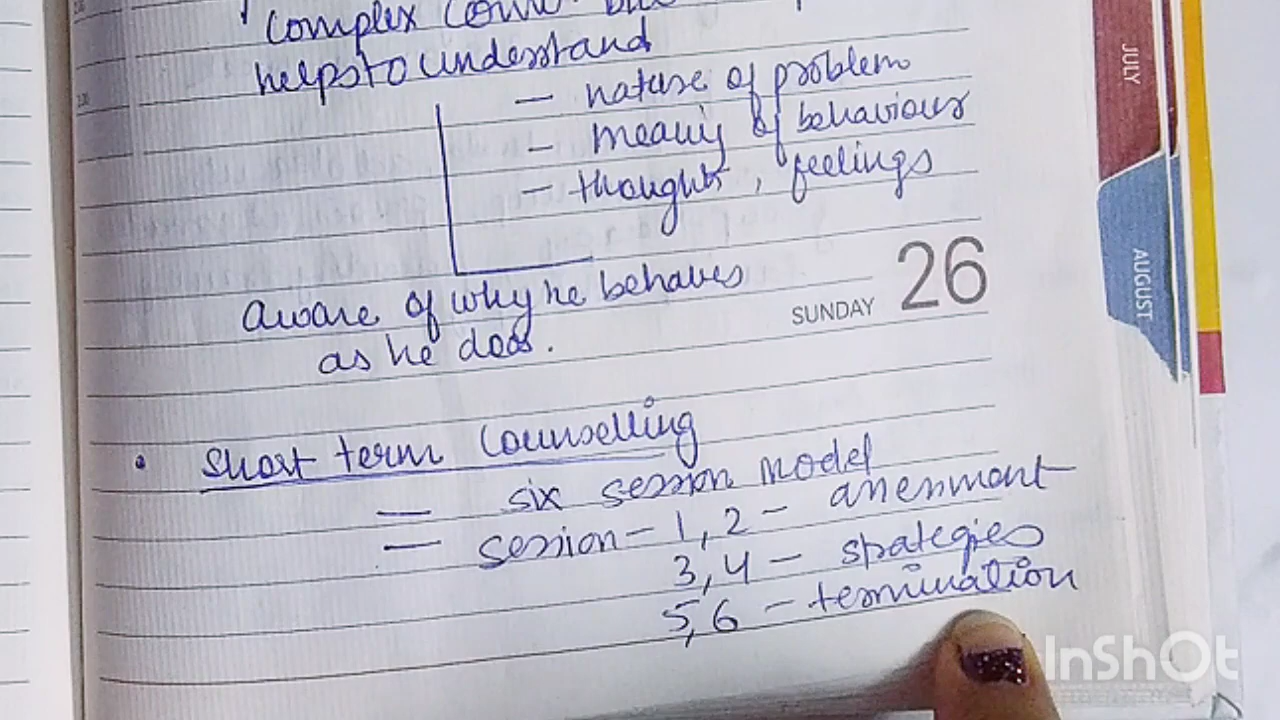 complex
helps to understand
— nature of problem
— meaning of behaviour
— thoughts, feelings
aware of why he behaves
as he does.
SUNDAY 26
• Short term Counselling
— six session model
— session – 1, 2 – assessment
3, 4 – strategies
5, 6 – termination
JULY
AUGUST
InShOt